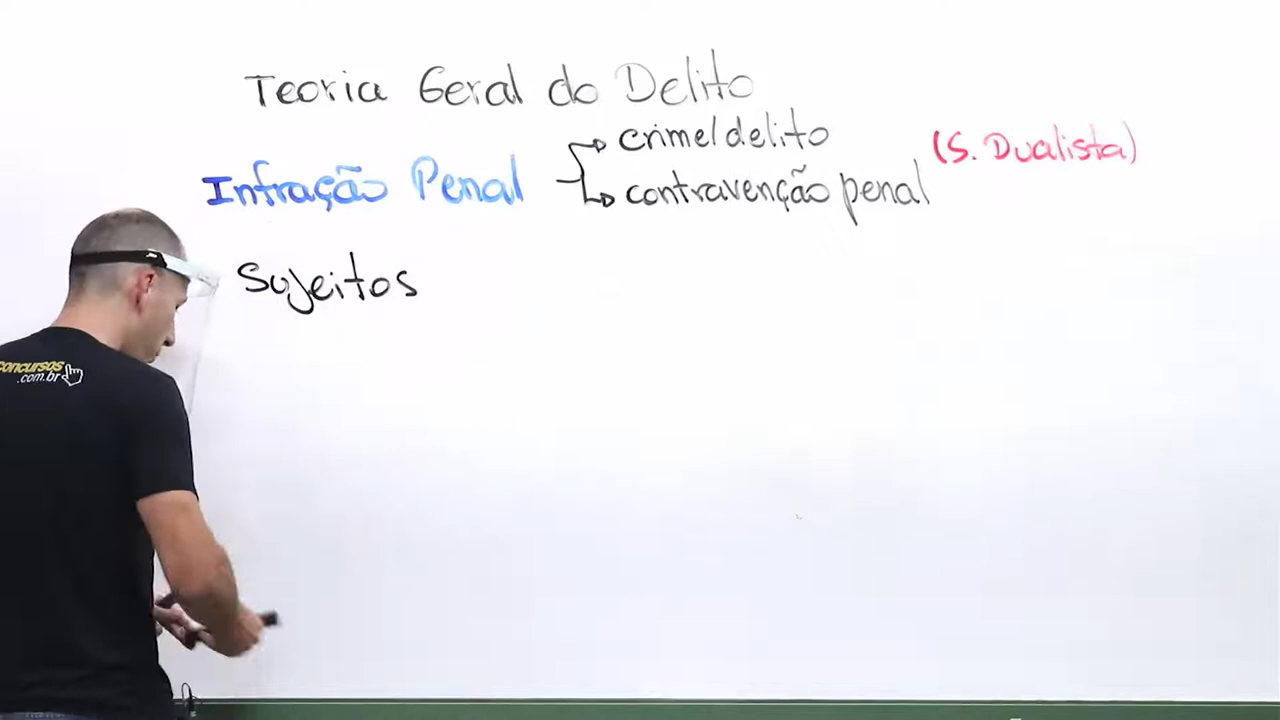 Teoria Geral do Delito
crime/delito
(S. Dualista)
Infração Penal
contravenção penal
Sujeitos
concursos
.com.br